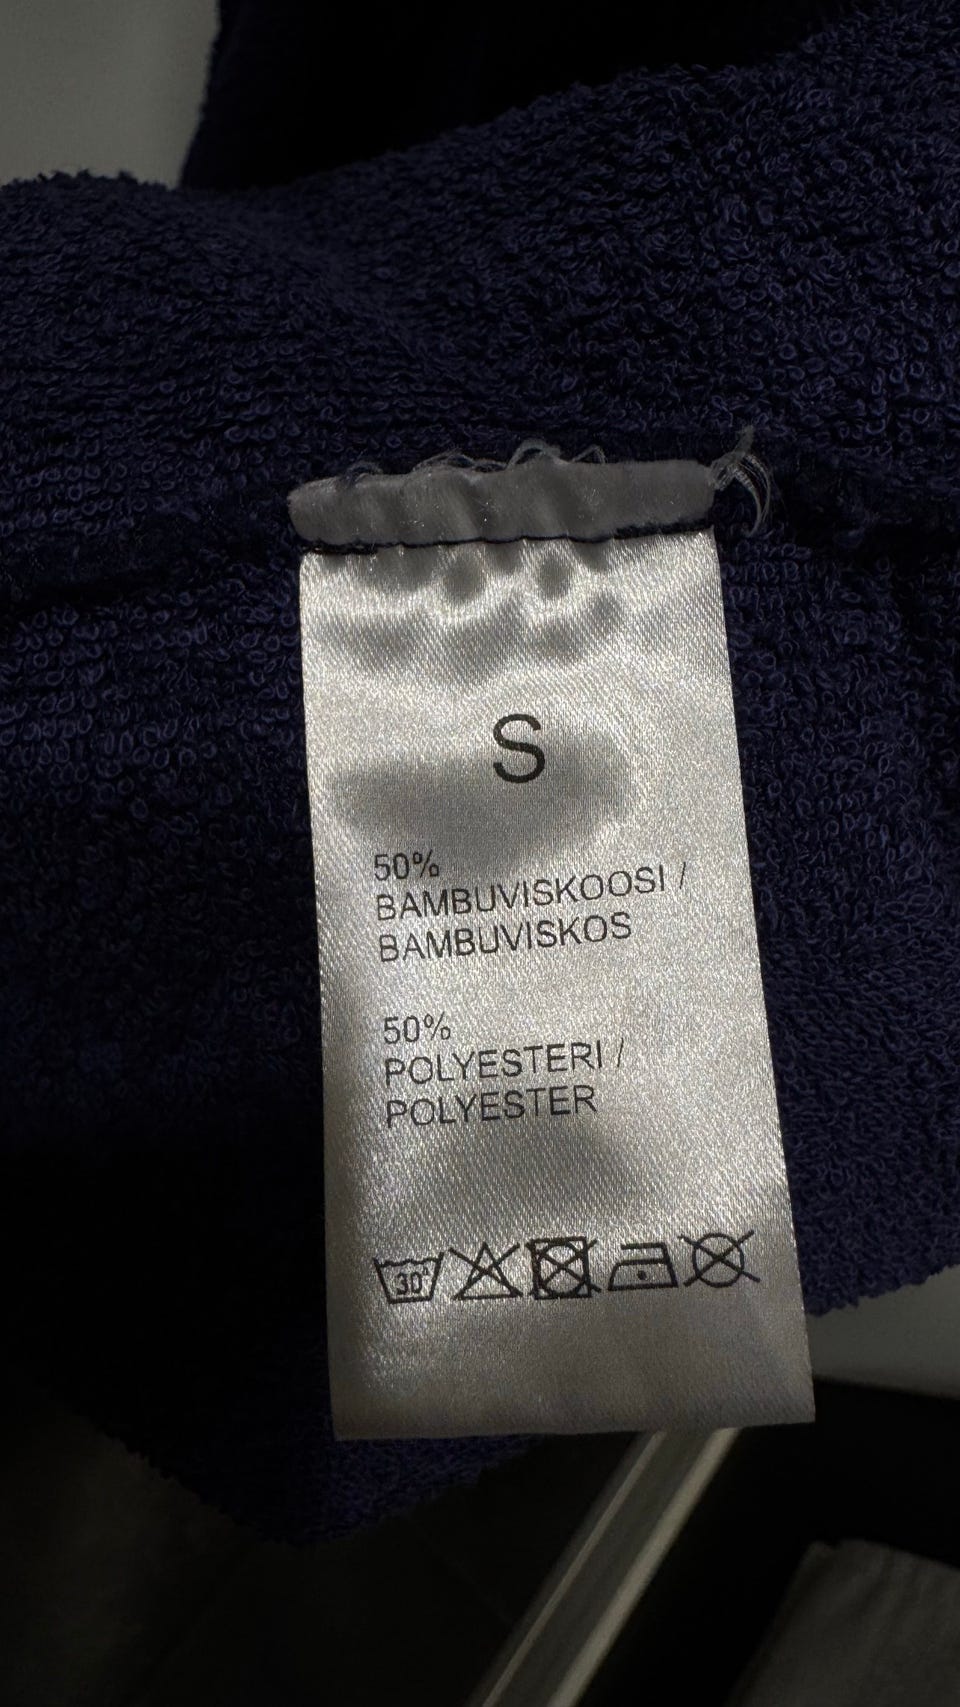 S
50%
BAMBUVISKOOSI /
BAMBUVISKOS
50%
POLYESTERI /
POLYESTER
30°